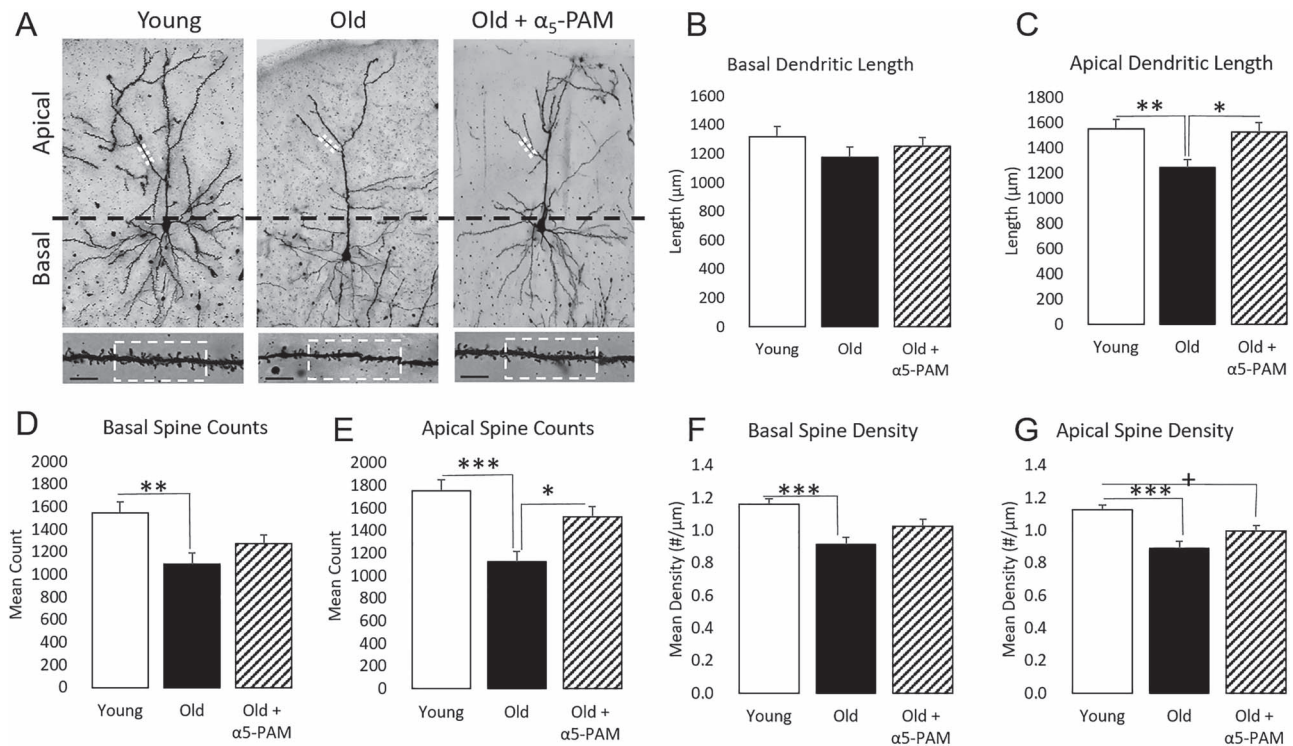 A
Young
Old
Old + α₅-PAM
Apical
Basal
B
Basal Dendritic Length
Length (µm)
1600
1400
1200
1000
800
600
400
200
0
Young
Old
Old +
α5-PAM
C
Apical Dendritic Length
Length (µm)
1800
1600
1400
1200
1000
800
600
400
200
0
**
*
Young
Old
Old +
α5-PAM
D
Basal Spine Counts
Mean Count
2000
1800
1600
1400
1200
1000
800
600
400
200
0
**
Young
Old
Old +
α5-PAM
E
Apical Spine Counts
Mean Count
2000
1800
1600
1400
1200
1000
800
600
400
200
0
***
*
Young
Old
Old +
α5-PAM
F
Basal Spine Density
Mean Density (#/µm)
1.4
1.2
1.0
0.8
0.6
0.4
0.2
0.0
***
Young
Old
Old +
α5-PAM
G
Apical Spine Density
Mean Density (#/µm)
1.4
1.2
1.0
0.8
0.6
0.4
0.2
0.0
+
***
Young
Old
Old +
α5-PAM